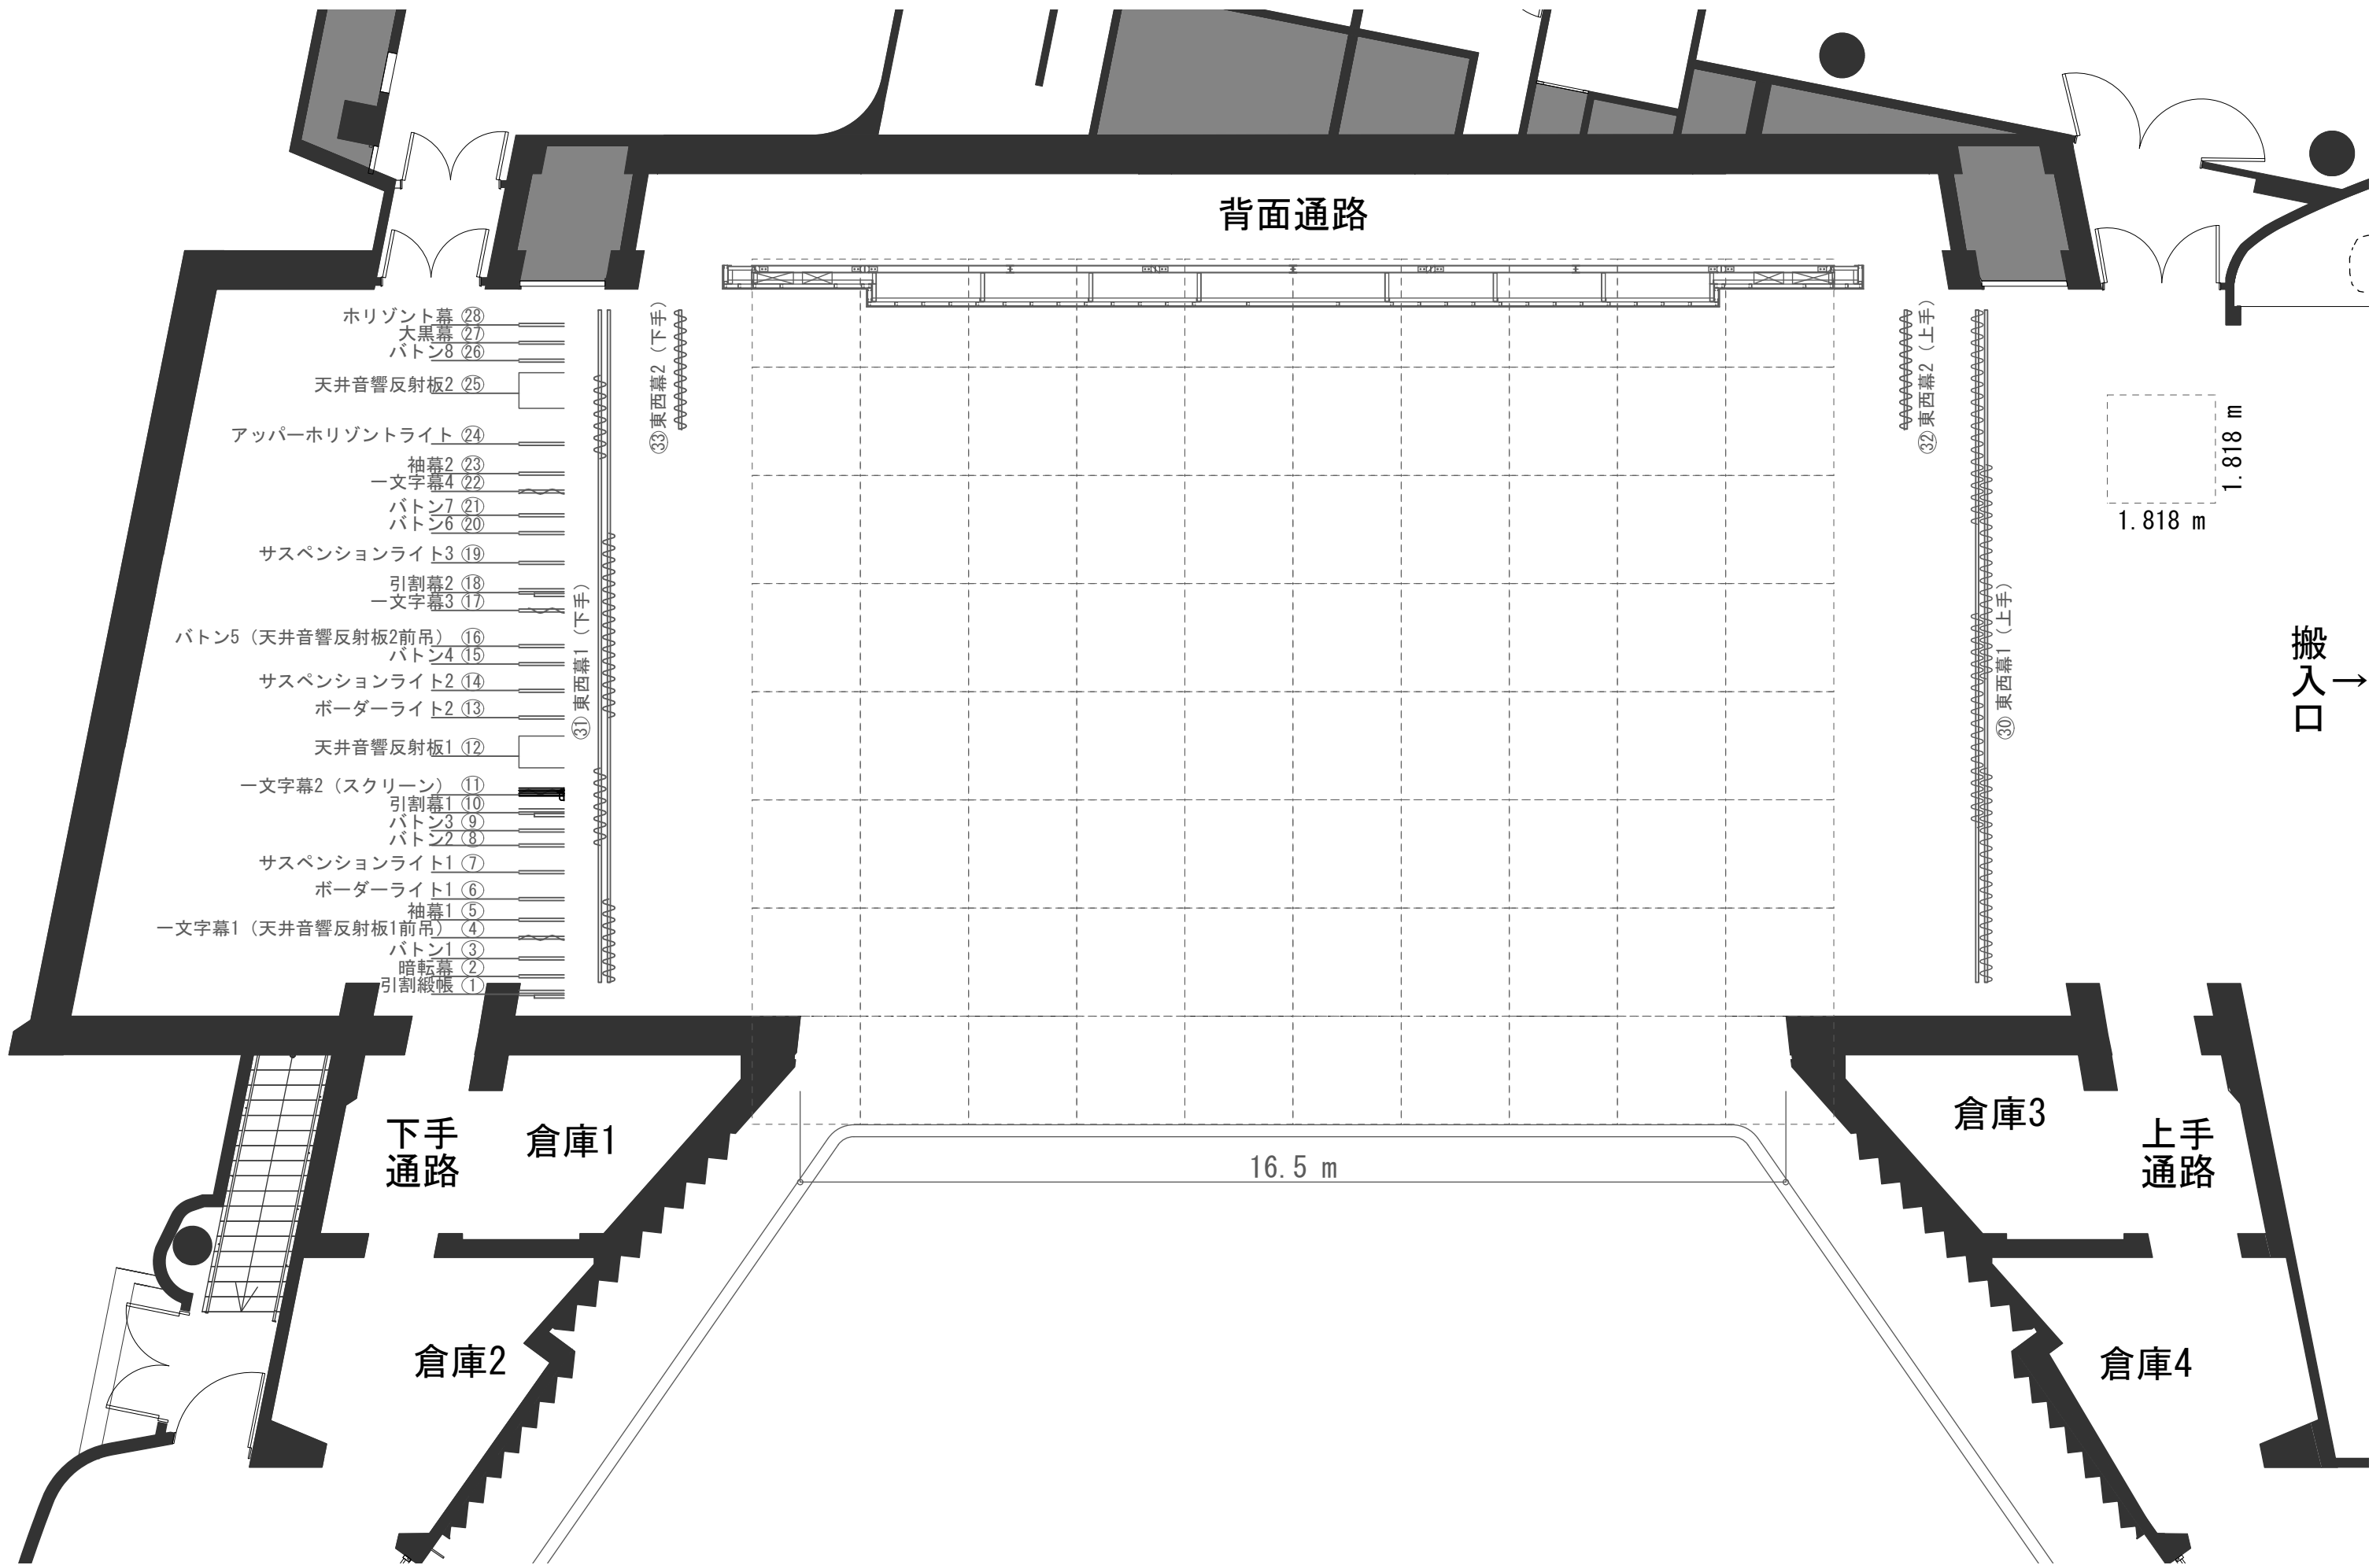 背面通路
ホリゾント幕 ㉘
大黒幕 ㉗
バトン8 ㉖
天井音響反射板2 ㉕
アッパーホリゾントライト ㉔
袖幕2 ㉓
一文字幕4 ㉒
バトン7 ㉑
バトン6 ⑳
サスペンションライト3 ⑲
引割幕2 ⑱
一文字幕3 ⑰
バトン5（天井音響反射板2前吊） ⑯
バトン4 ⑮
サスペンションライト2 ⑭
ボーダーライト2 ⑬
天井音響反射板1 ⑫
一文字幕2（スクリーン） ⑪
引割幕1 ⑩
バトン3 ⑨
バトン2 ⑧
サスペンションライト1 ⑦
ボーダーライト1 ⑥
袖幕1 ⑤
一文字幕1（天井音響反射板1前吊） ④
バトン1 ③
暗転幕 ②
引割緞帳 ①
㉛ 東西幕1（下手）
㉝ 東西幕2（下手）
㉜ 東西幕2（上手）
㉚ 東西幕1（上手）
1.818 m
1.818 m
搬入口→
下手
通路
倉庫1
倉庫2
16.5 m
倉庫3
上手
通路
倉庫4